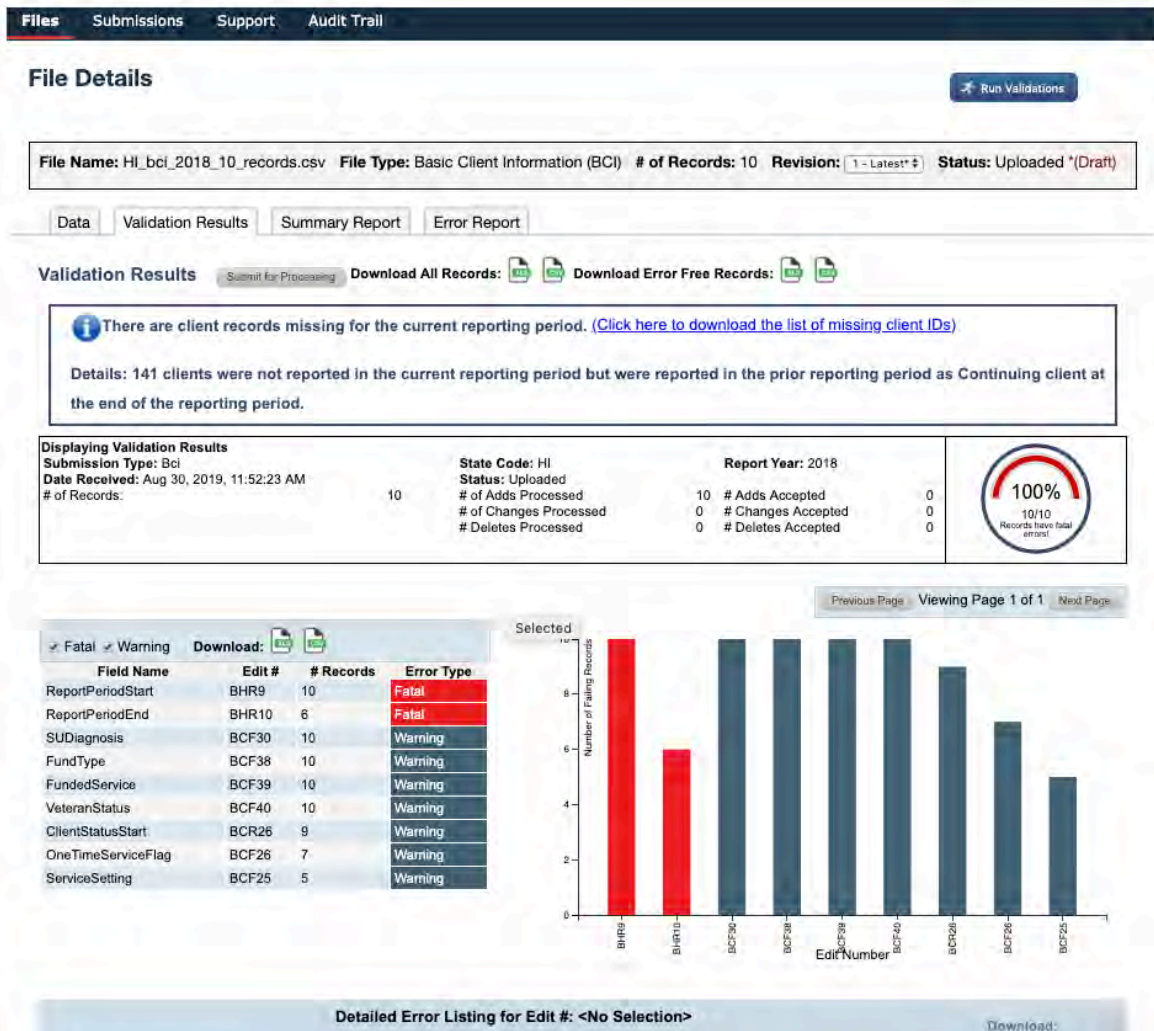 Files Submissions Support Audit Trail
File Details
Run Validations
File Name: HI_bci_2018_10_records.csv File Type: Basic Client Information (BCI) # of Records: 10 Revision: 1 - Latest* Status: Uploaded *(Draft)
Data Validation Results Summary Report Error Report
Validation Results Submit for Processing Download All Records: XLS CSV Download Error Free Records: XLS CSV
There are client records missing for the current reporting period. (Click here to download the list of missing client IDs)
Details: 141 clients were not reported in the current reporting period but were reported in the prior reporting period as Continuing client at
the end of the reporting period.
Displaying Validation Results
Submission Type: Bci State Code: HI Report Year: 2018
Date Received: Aug 30, 2019, 11:52:23 AM Status: Uploaded
# of Records: 10 # of Adds Processed 10 # Adds Accepted 0
# of Changes Processed 0 # Changes Accepted 0
# Deletes Processed 0 # Deletes Accepted 0
100%
10/10
Records have fatal
errors!
Previous Page Viewing Page 1 of 1 Next Page
Selected
Fatal Warning Download: XLS CSV
Field Name Edit # # Records Error Type
ReportPeriodStart BHR9 10 Fatal
ReportPeriodEnd BHR10 6 Fatal
SUDiagnosis BCF30 10 Warning
FundType BCF38 10 Warning
FundedService BCF39 10 Warning
VeteranStatus BCF40 10 Warning
ClientStatusStart BCR26 9 Warning
OneTimeServiceFlag BCF26 7 Warning
ServiceSetting BCF25 5 Warning
Number of Failing Records
10
8
6
4
2
0
BHR9 BHR10 BCF30 BCF38 BCF39 BCF40 BCR26 BCF26 BCF25
Edit Number
Detailed Error Listing for Edit #: <No Selection>
Download: